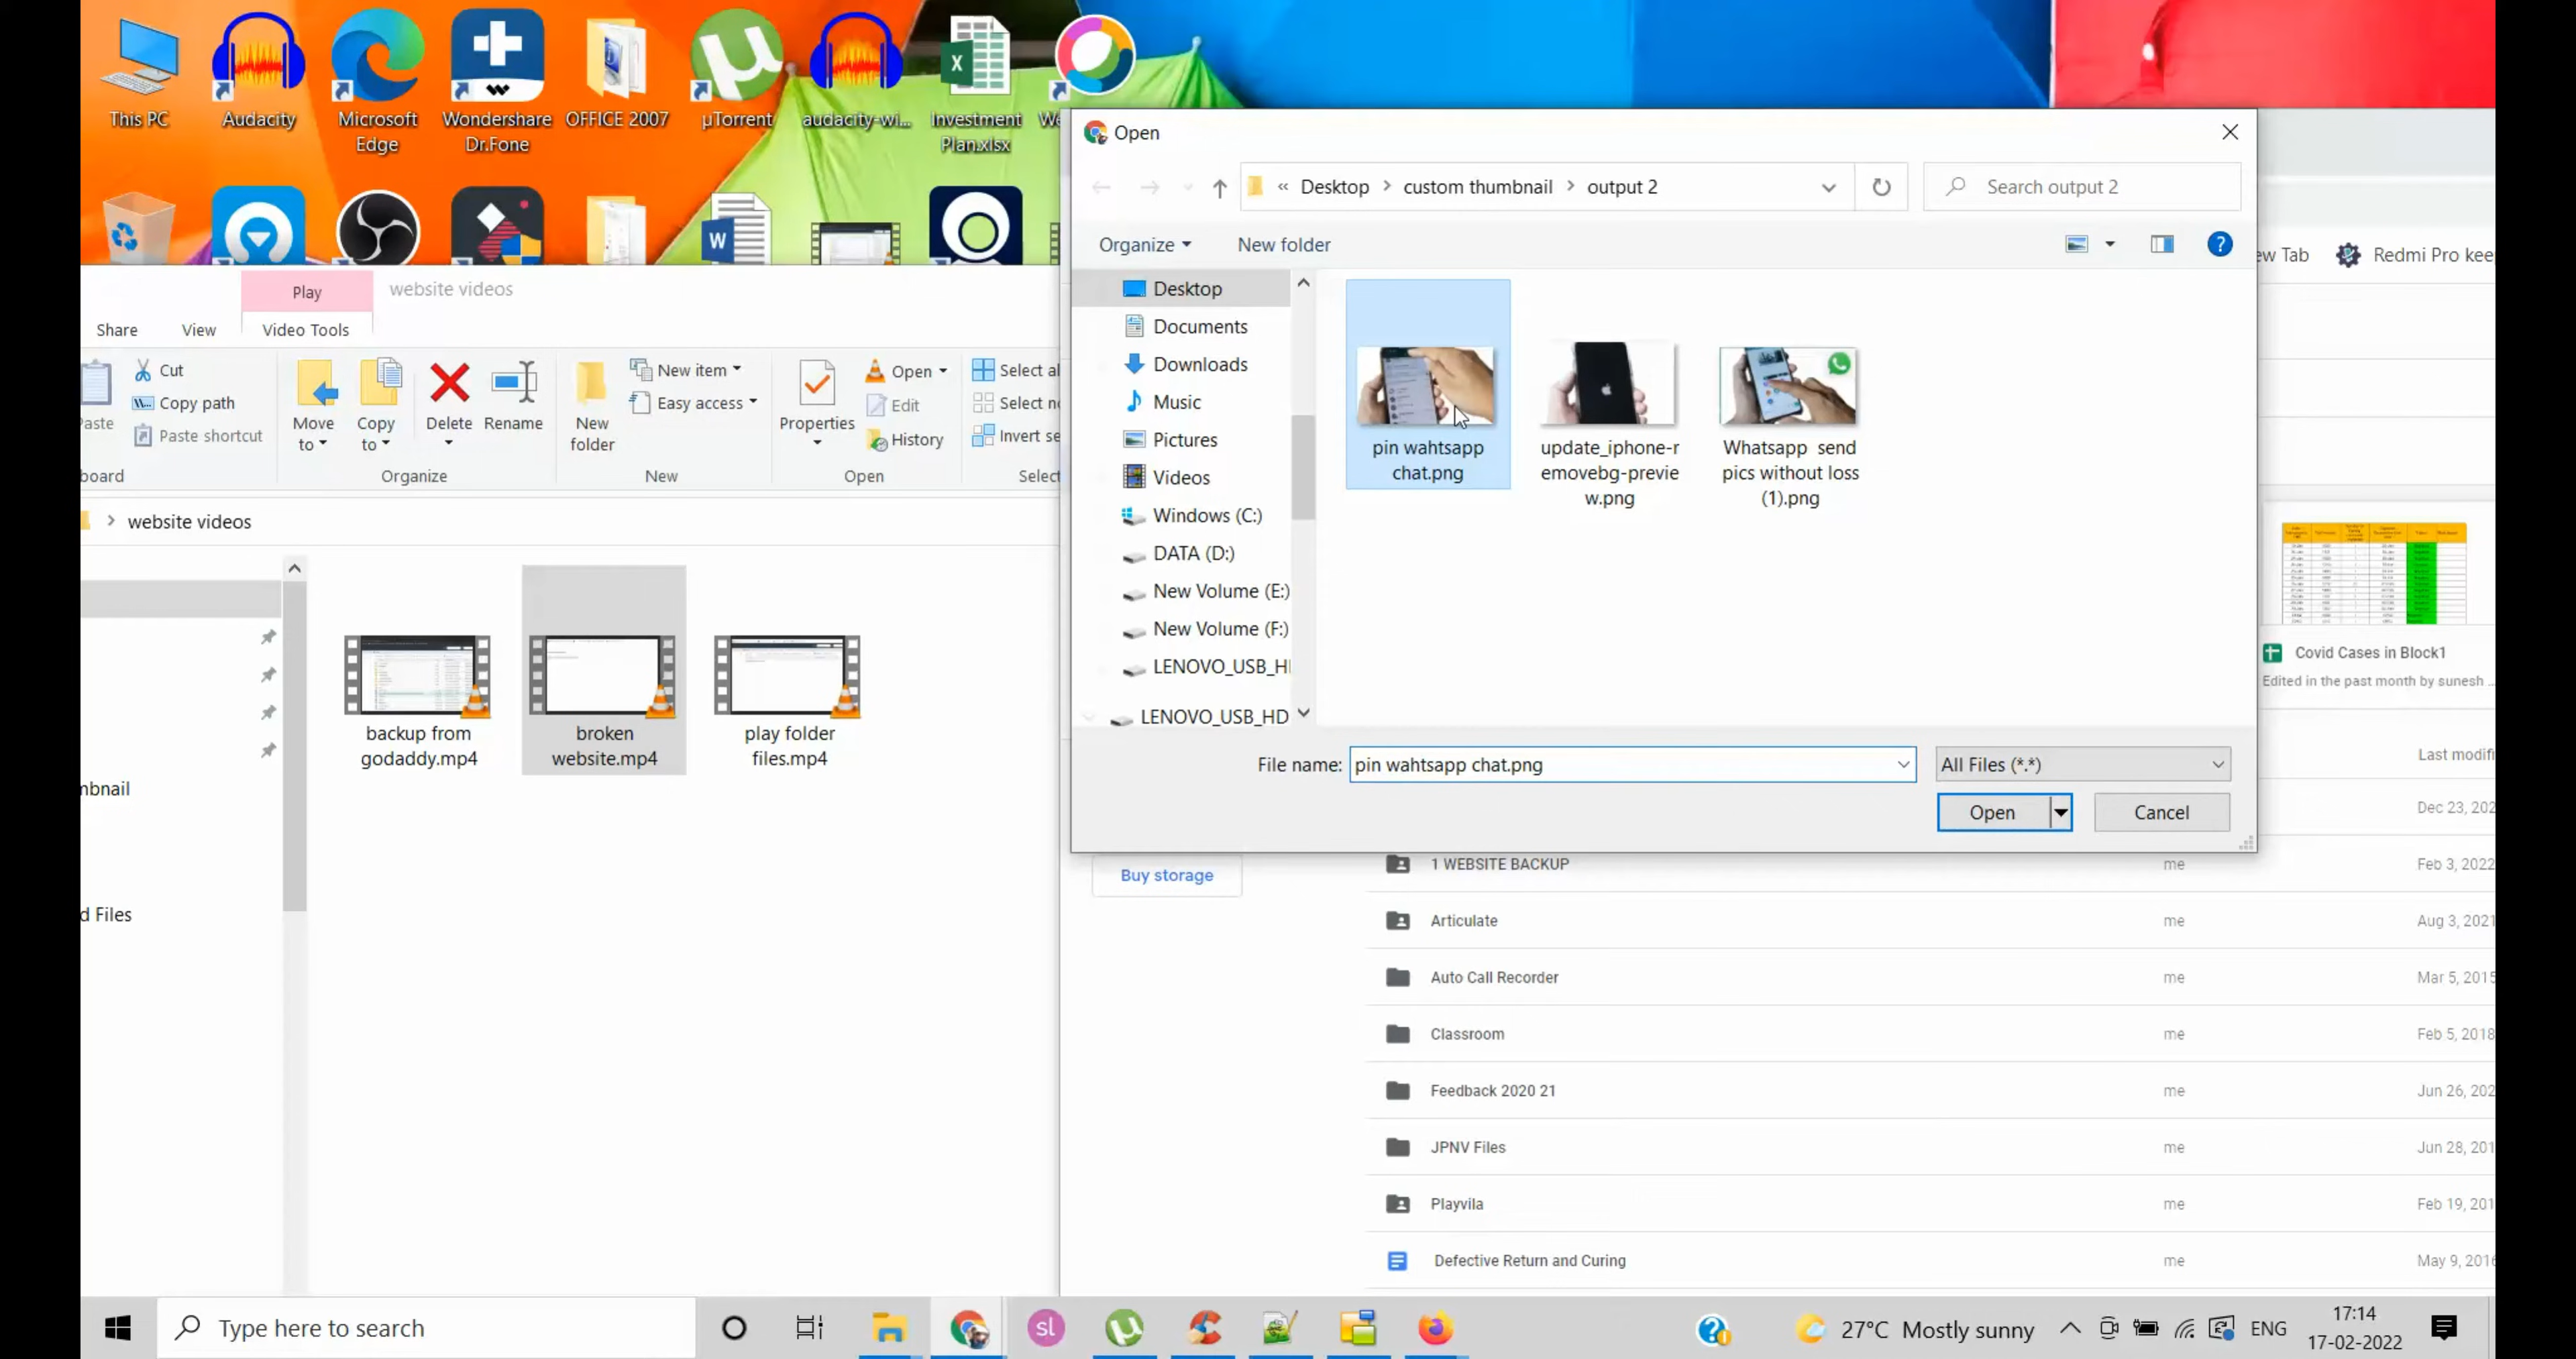 This PC
Audacity
Microsoft
Edge
Wondershare
Dr.Fone
OFFICE 2007
µTorrent
audacity-wi...
Investment
Plan.xlsx
Open
« Desktop > custom thumbnail > output 2
Search output 2
Organize
New folder
Desktop
Documents
Downloads
Music
Pictures
Videos
Windows (C:)
DATA (D:)
New Volume (E:)
New Volume (F:)
LENOVO_USB_H
LENOVO_USB_HD
pin wahtsapp
chat.png
update_iphone-r
emovebg-previe
w.png
Whatsapp send
pics without loss
(1).png
File name: pin wahtsapp chat.png
All Files (*.*)
Open
Cancel
ew Tab
Redmi Pro kee
Play
website videos
Share
View
Video Tools
Cut
Copy path
Paste shortcut
aste
board
Move
to
Copy
to
Delete
Rename
Organize
New
folder
New item
Easy access
New
Properties
Open
Edit
History
Open
Select al
Select n
Invert se
Select
> website videos
backup from
godaddy.mp4
broken
website.mp4
play folder
files.mp4
mbnail
d Files
Covid Cases in Block1
Edited in the past month by sunesh ...
Last modifi
Dec 23, 202
Buy storage
1 WEBSITE BACKUP me Feb 3, 2022
Articulate me Aug 3, 2021
Auto Call Recorder me Mar 5, 2015
Classroom me Feb 5, 2018
Feedback 2020 21 me Jun 26, 202
JPNV Files me Jun 28, 201
Playvila me Feb 19, 201
Defective Return and Curing me May 9, 2016
Type here to search
sl
27°C Mostly sunny
ENG
17:14
17-02-2022